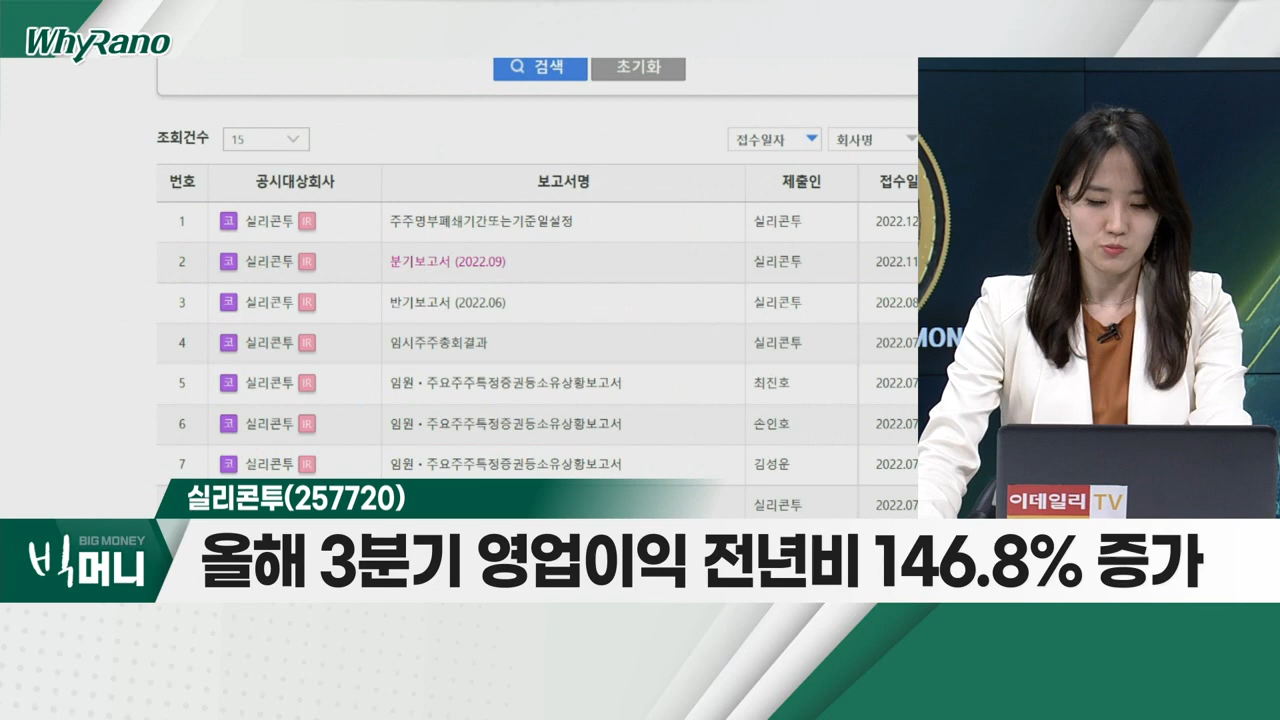 WhyRano
검색 초기화
조회건수 15 접수일자 회사명
번호 공시대상회사 보고서명 제출인 접수일
1 코 실리콘투 IR 주주명부폐쇄기간또는기준일설정 실리콘투 2022.12
2 코 실리콘투 IR 분기보고서 (2022.09) 실리콘투 2022.11
3 코 실리콘투 IR 반기보고서 (2022.06) 실리콘투 2022.08
4 코 실리콘투 IR 임시주주총회결과 실리콘투 2022.07
5 코 실리콘투 IR 임원・주요주주특정증권등소유상황보고서 최진호 2022.07
6 코 실리콘투 IR 임원・주요주주특정증권등소유상황보고서 손인호 2022.07
7 코 실리콘투 IR 임원・주요주주특정증권등소유상황보고서 김성운 2022.07
실리콘투 2022.07
MON
이데일리 TV
실리콘투(257720)
BIG MONEY
빅머니
올해 3분기 영업이익 전년비 146.8% 증가